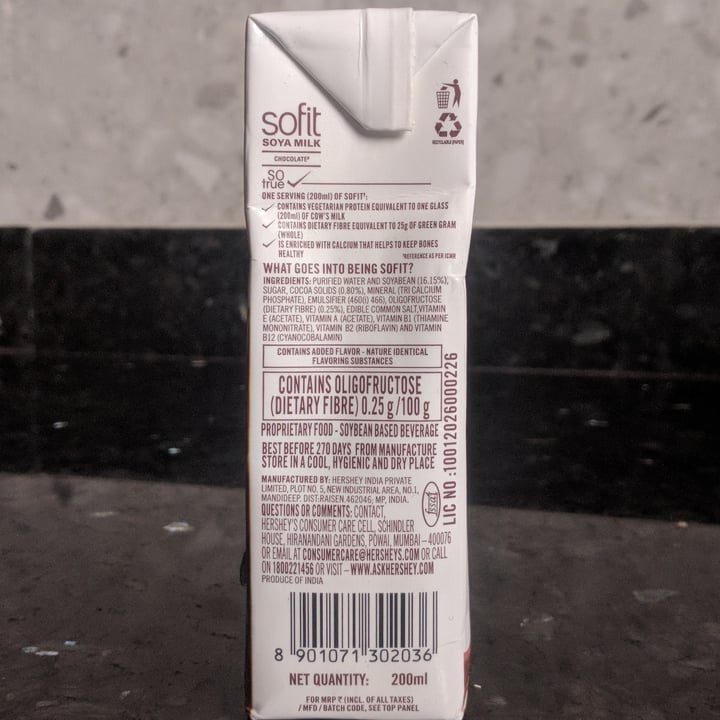 sofit
SOYA MILK
CHOCOLATE#
RECYCLABLE (PAPER)
SO
true
ONE SERVING (200ml) OF SOFIT†:
CONTAINS VEGETARIAN PROTEIN EQUIVALENT TO ONE GLASS
(200ml) OF COW'S MILK
CONTAINS DIETARY FIBRE EQUIVALENT TO 25g OF GREEN GRAM
(WHOLE)
IS ENRICHED WITH CALCIUM THAT HELPS TO KEEP BONES
HEALTHY
†REFERENCE AS PER ICMR
WHAT GOES INTO BEING SOFIT?
INGREDIENTS: PURIFIED WATER AND SOYBEAN (16.15%),
SUGAR, COCOA SOLIDS (0.80%), MINERAL (TRI CALCIUM
PHOSPHATE), EMULSIFIER (460(i) 466), OLIGOFRUCTOSE
(DIETARY FIBRE) (0.25%), EDIBLE COMMON SALT,VITAMIN
E (ACETATE), VITAMIN A (ACETATE), VITAMIN B1 (THIAMINE
MONONITRATE), VITAMIN B2 (RIBOFLAVIN) AND VITAMIN
B12 (CYANOCOBALAMIN)
CONTAINS ADDED FLAVOR - NATURE IDENTICAL
FLAVORING SUBSTANCES
CONTAINS OLIGOFRUCTOSE
(DIETARY FIBRE) 0.25 g /100 g
PROPRIETARY FOOD - SOYBEAN BASED BEVERAGE
BEST BEFORE 270 DAYS FROM MANUFACTURE
STORE IN A COOL, HYGIENIC AND DRY PLACE
MANUFACTURED BY: HERSHEY INDIA PRIVATE
LIMITED, PLOT NO. 5, NEW INDUSTRIAL AREA, NO.1,
MANDIDEEP, DIST:RAISEN.462046, MP, INDIA.
fssai
LIC NO :10012026000226
QUESTIONS OR COMMENTS: CONTACT,
HERSHEY'S CONSUMER CARE CELL, SCHINDLER
HOUSE, HIRANANDANI GARDENS, POWAI, MUMBAI – 400076
OR EMAIL AT CONSUMERCARE@HERSHEYS.COM OR CALL
ON 1800221456 OR VISIT – WWW.ASKHERSHEY.COM
PRODUCE OF INDIA
8 901071 302036
NET QUANTITY: 200ml
FOR MRP ₹ (INCL. OF ALL TAXES)
/ MFD / BATCH CODE, SEE TOP PANEL